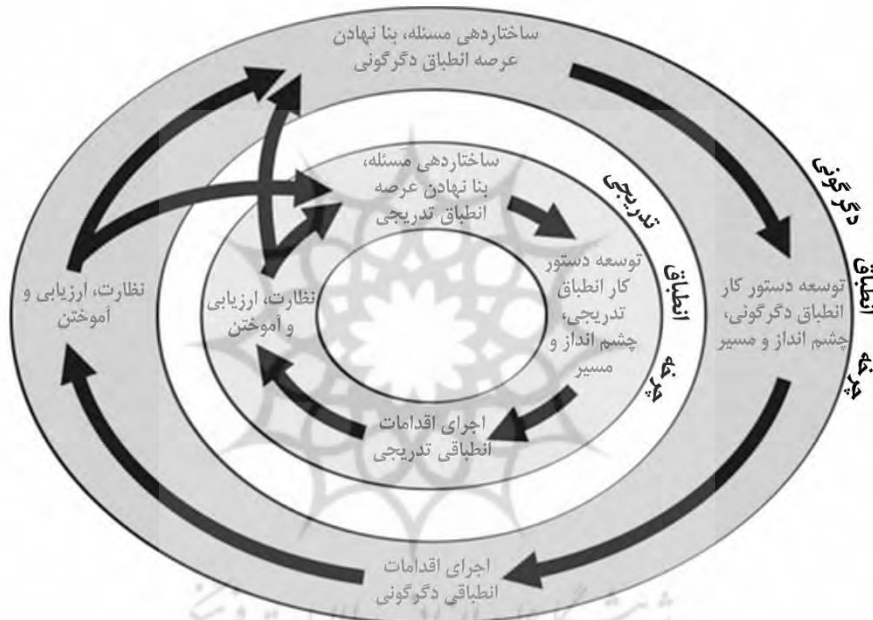 ساختاردهی مسئله، بنا نهادن
عرصه انطباق دگرگونی
توسعه دستور کار
انطباق دگرگونی،
چشم انداز و مسیر
اجرای اقدامات
انطباقی دگرگونی
نظارت، ارزیابی و
آموختن
چرخه انطباق دگرگونی
ساختاردهی مسئله،
بنا نهادن عرصه
انطباق تدریجی
توسعه دستور
کار انطباق
تدریجی،
چشم انداز و
مسیر
اجرای اقدامات
انطباقی تدریجی
نظارت، ارزیابی
و آموختن
چرخه انطباق تدریجی